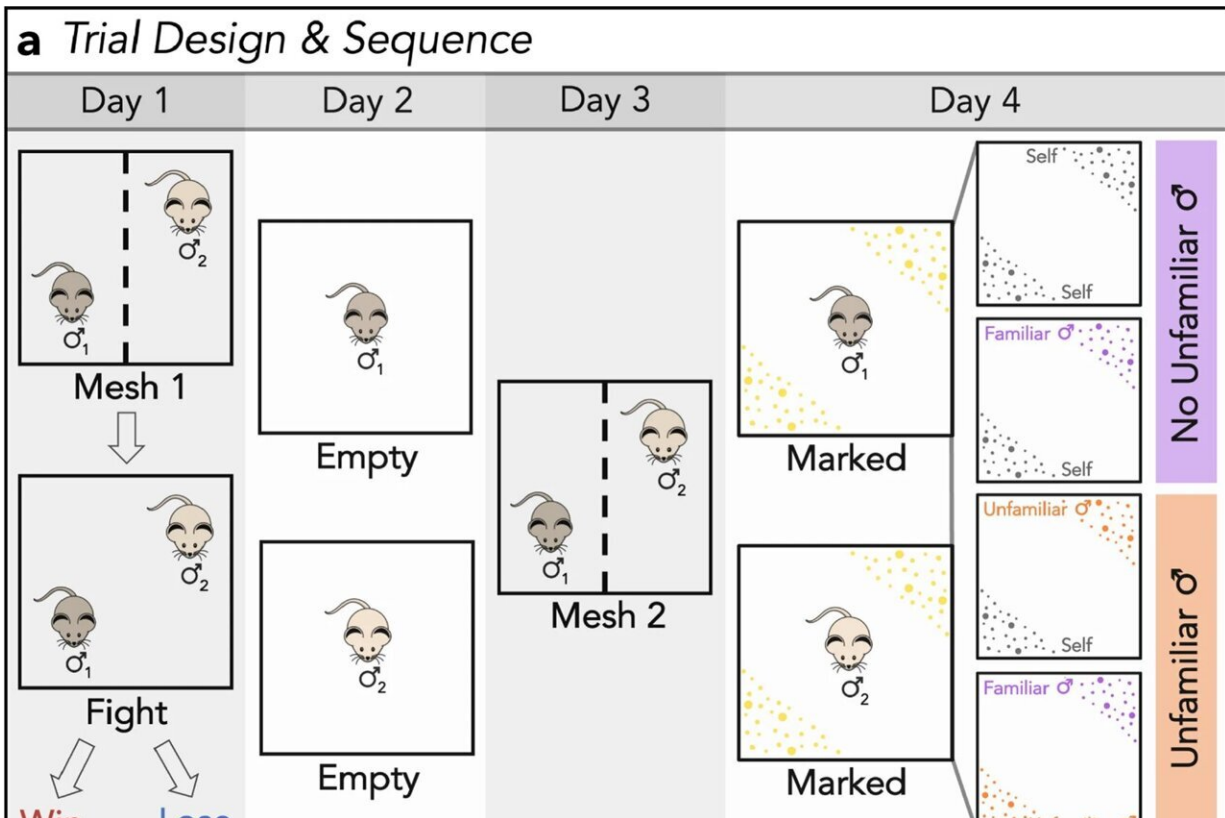 a Trial Design & Sequence
Day 1
Day 2
Day 3
Day 4
♂1
♂2
Mesh 1
♂1
♂2
Fight
♂1
Empty
♂2
Empty
♂1
♂2
Mesh 2
♂1
Marked
♂2
Marked
Self
Self
Familiar ♂
Self
Unfamiliar ♂
Self
Familiar ♂
No Unfamiliar ♂
Unfamiliar ♂